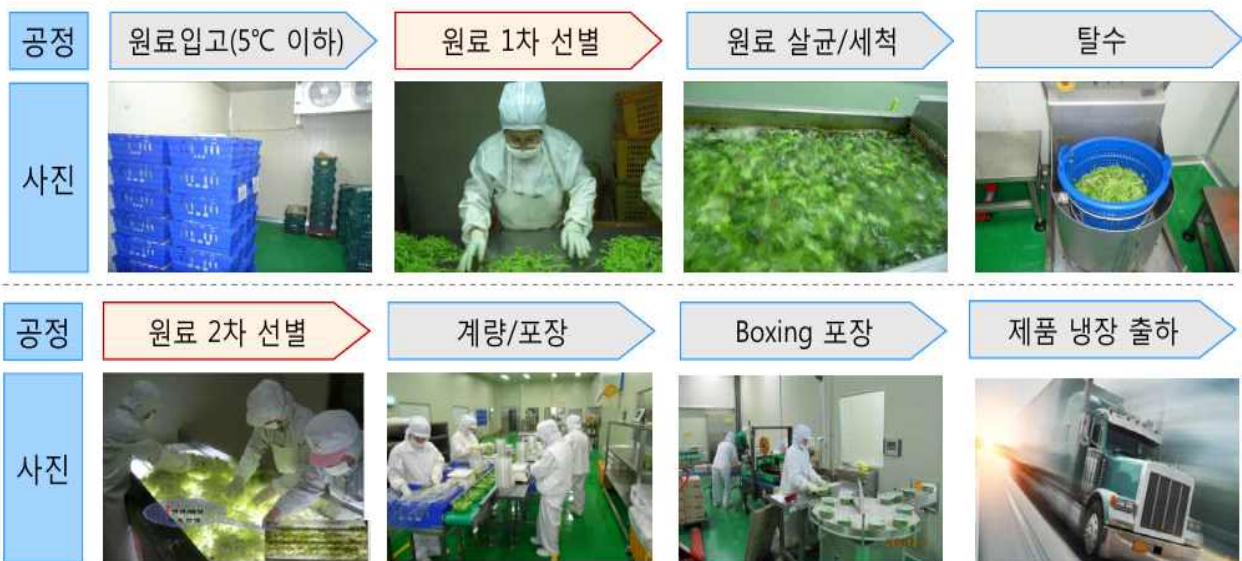 공정
원료입고(5℃ 이하)
원료 1차 선별
원료 살균/세척
탈수
사진
공정
원료 2차 선별
계량/포장
Boxing 포장
제품 냉장 출하
사진